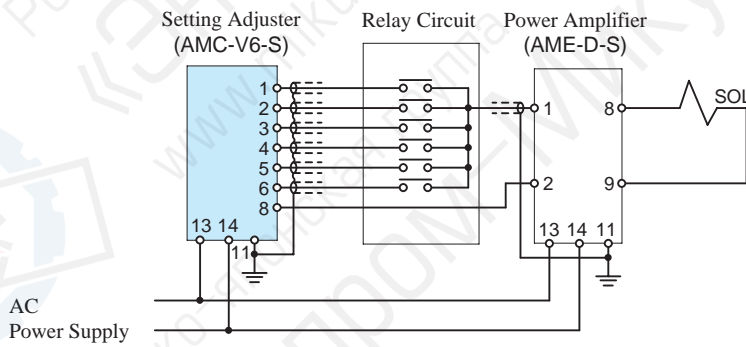 Setting Adjuster
(AMC-V6-S)
Relay Circuit
Power Amplifier
(AME-D-S)
1
2
3
4
5
6
8
13 14
11
1
2
8
9
SOL
13 14 11
AC
Power Supply